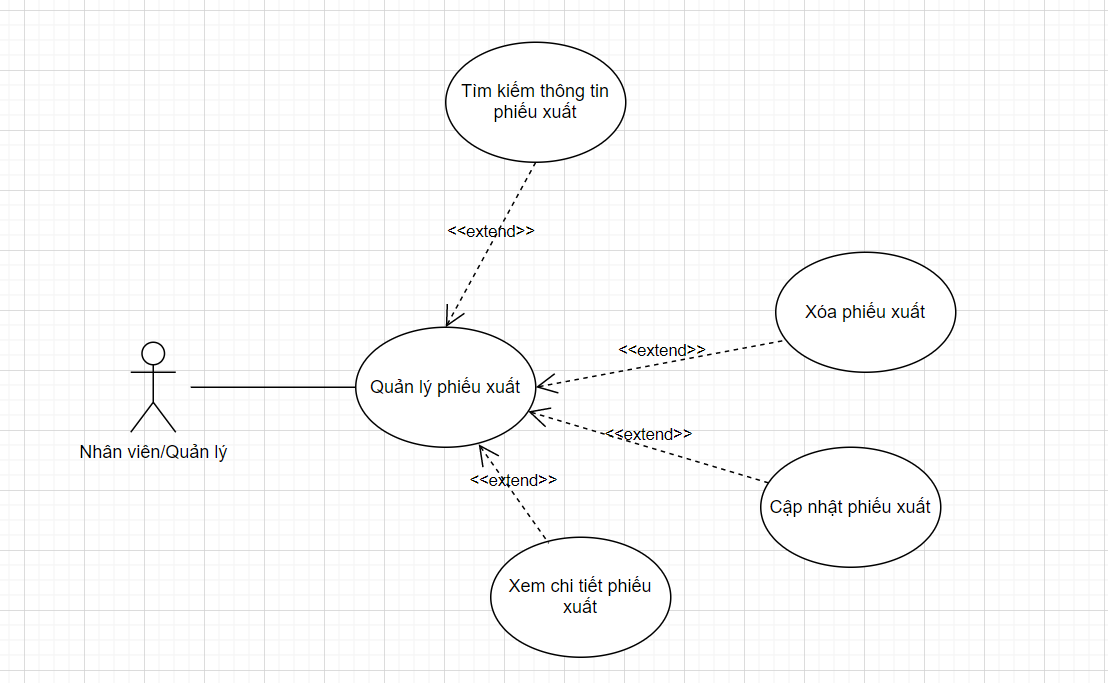 Tìm kiếm thông tin
phiếu xuất
<<extend>>
Xóa phiếu xuất
<<extend>>
Quản lý phiếu xuất
Nhân viên/Quản lý
<<extend>>
<<extend>>
Cập nhật phiếu xuất
Xem chi tiết phiếu
xuất